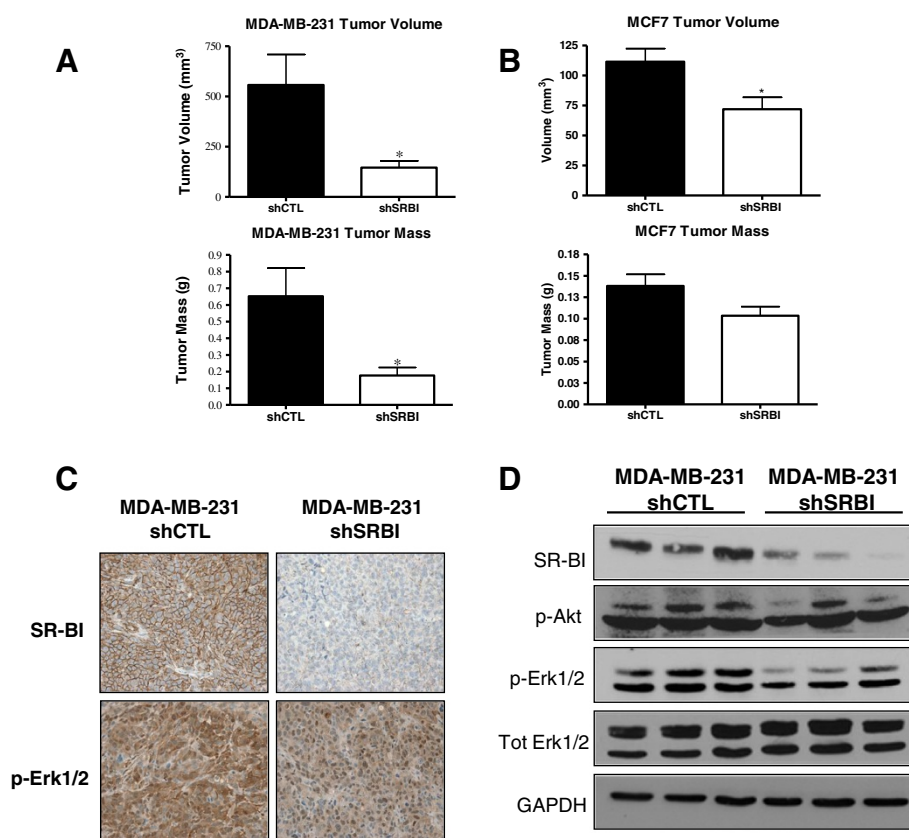 A
MDA-MB-231 Tumor Volume
Tumor Volume (mm³)
750
500
250
0
*
shCTL
shSRBI
MDA-MB-231 Tumor Mass
Tumor Mass (g)
0.9
0.8
0.7
0.6
0.5
0.4
0.3
0.2
0.1
0.0
*
shCTL
shSRBI
B
MCF7 Tumor Volume
Volume (mm³)
125
100
75
50
25
0
*
shCTL
shSRBI
MCF7 Tumor Mass
Tumor Mass (g)
0.18
0.15
0.13
0.10
0.08
0.05
0.03
0.00
shCTL
shSRBI
C
MDA-MB-231
shCTL
MDA-MB-231
shSRBI
SR-BI
p-Erk1/2
D
MDA-MB-231
shCTL
MDA-MB-231
shSRBI
SR-BI
p-Akt
p-Erk1/2
Tot Erk1/2
GAPDH